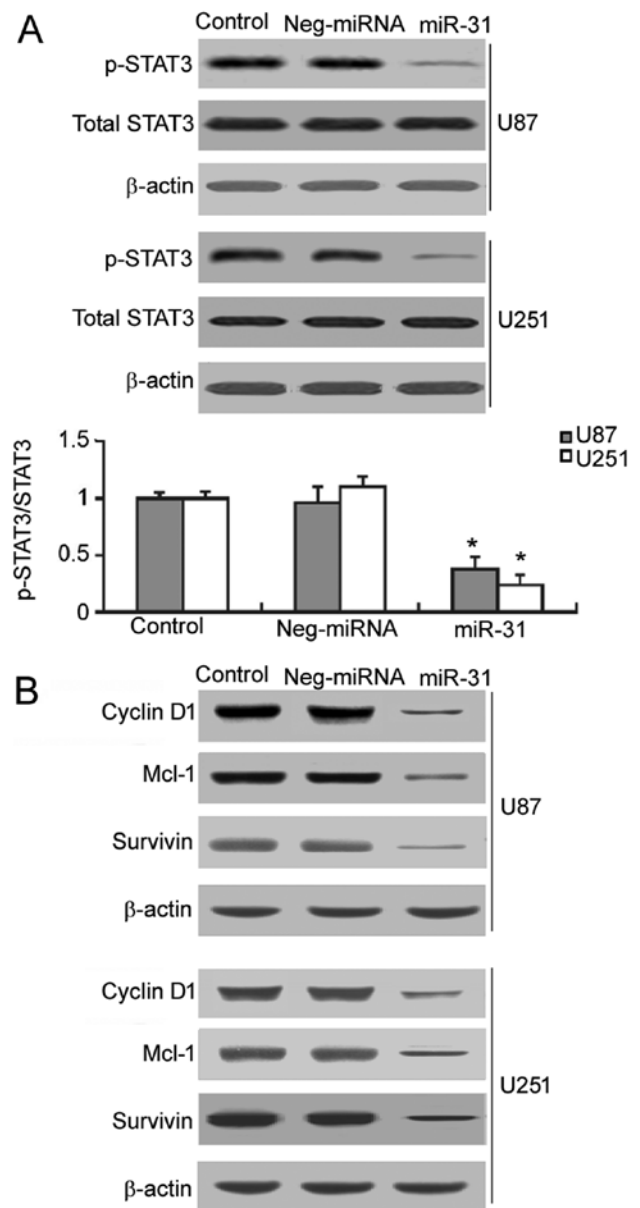 A
Control Neg-miRNA miR-31
p-STAT3
Total STAT3
β-actin
U87
p-STAT3
Total STAT3
β-actin
U251
p-STAT3/STAT3
1.5
1
0.5
0
U87
U251
* *
Control Neg-miRNA miR-31
B
Control Neg-miRNA miR-31
Cyclin D1
Mcl-1
Survivin
β-actin
U87
Cyclin D1
Mcl-1
Survivin
β-actin
U251